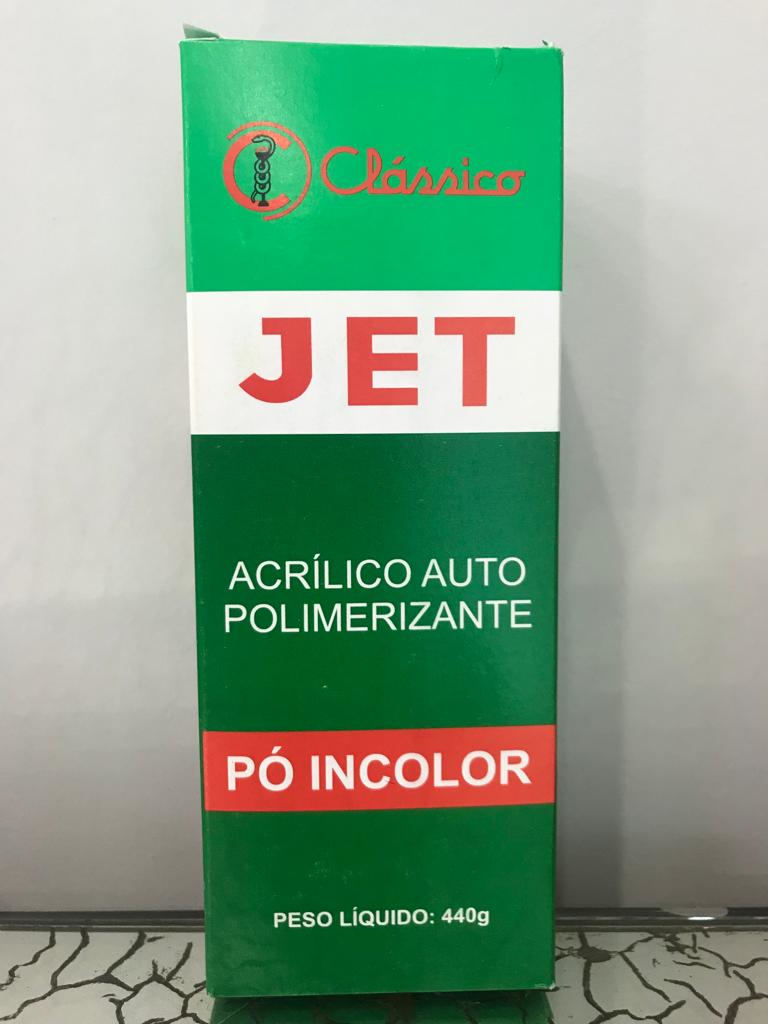 Clássico
JET
ACRÍLICO AUTO
POLIMERIZANTE
PÓ INCOLOR
PESO LÍQUIDO: 440g